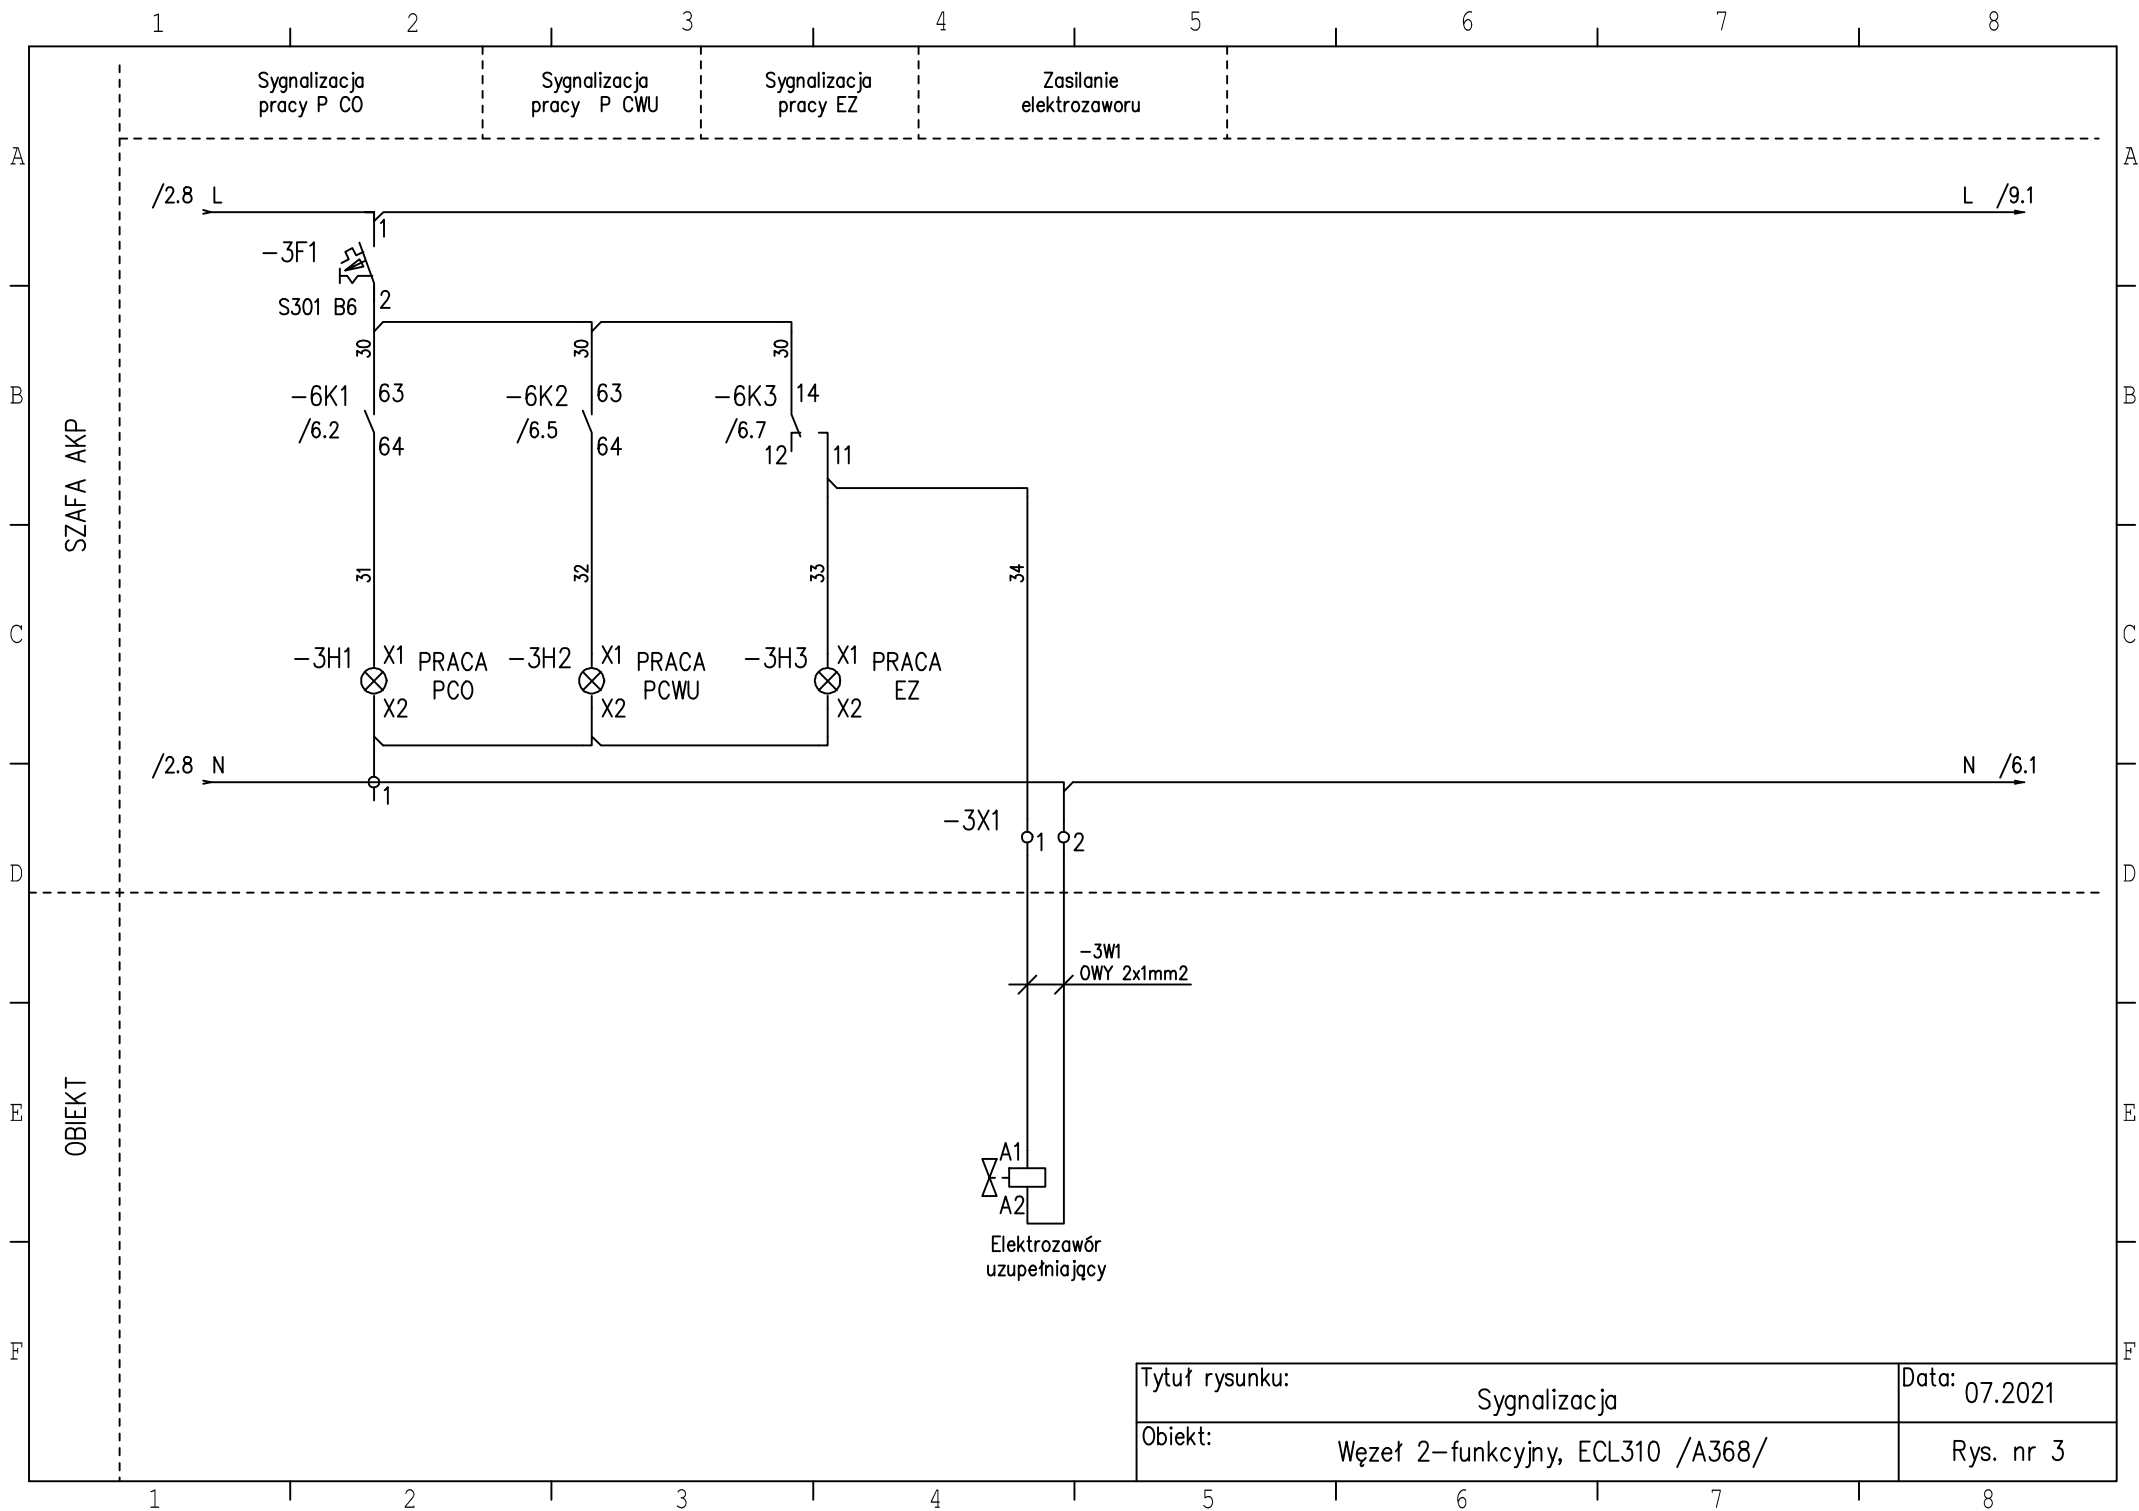 1 2 3 4 5 6 7 8
Sygnalizacja
pracy P CO
Sygnalizacja
pracy P CWU
Sygnalizacja
pracy EZ
Zasilanie
elektrozaworu
A A
/2.8 L
L /9.1
1
-3F1
S301 B6
2
30 30 30
B B
-6K1 63
/6.2 64
-6K2 63
/6.5 64
-6K3 14
/6.7
12 11
SZAFA AKP
31 32 33 34
C C
-3H1 X1 PRACA
PCO
X2
-3H2 X1 PRACA
PCWU
X2
-3H3 X1 PRACA
EZ
X2
/2.8 N
N /6.1
1
-3X1 1 2
D D
-3W1
OWY 2x1mm2
OBIEKT
E E
A1
A2
Elektrozawór
uzupełniający
F F
Tytuł rysunku:
Sygnalizacja
Data: 07.2021
Obiekt:
Węzeł 2-funkcyjny, ECL310 /A368/
Rys. nr 3
1 2 3 4 5 6 7 8